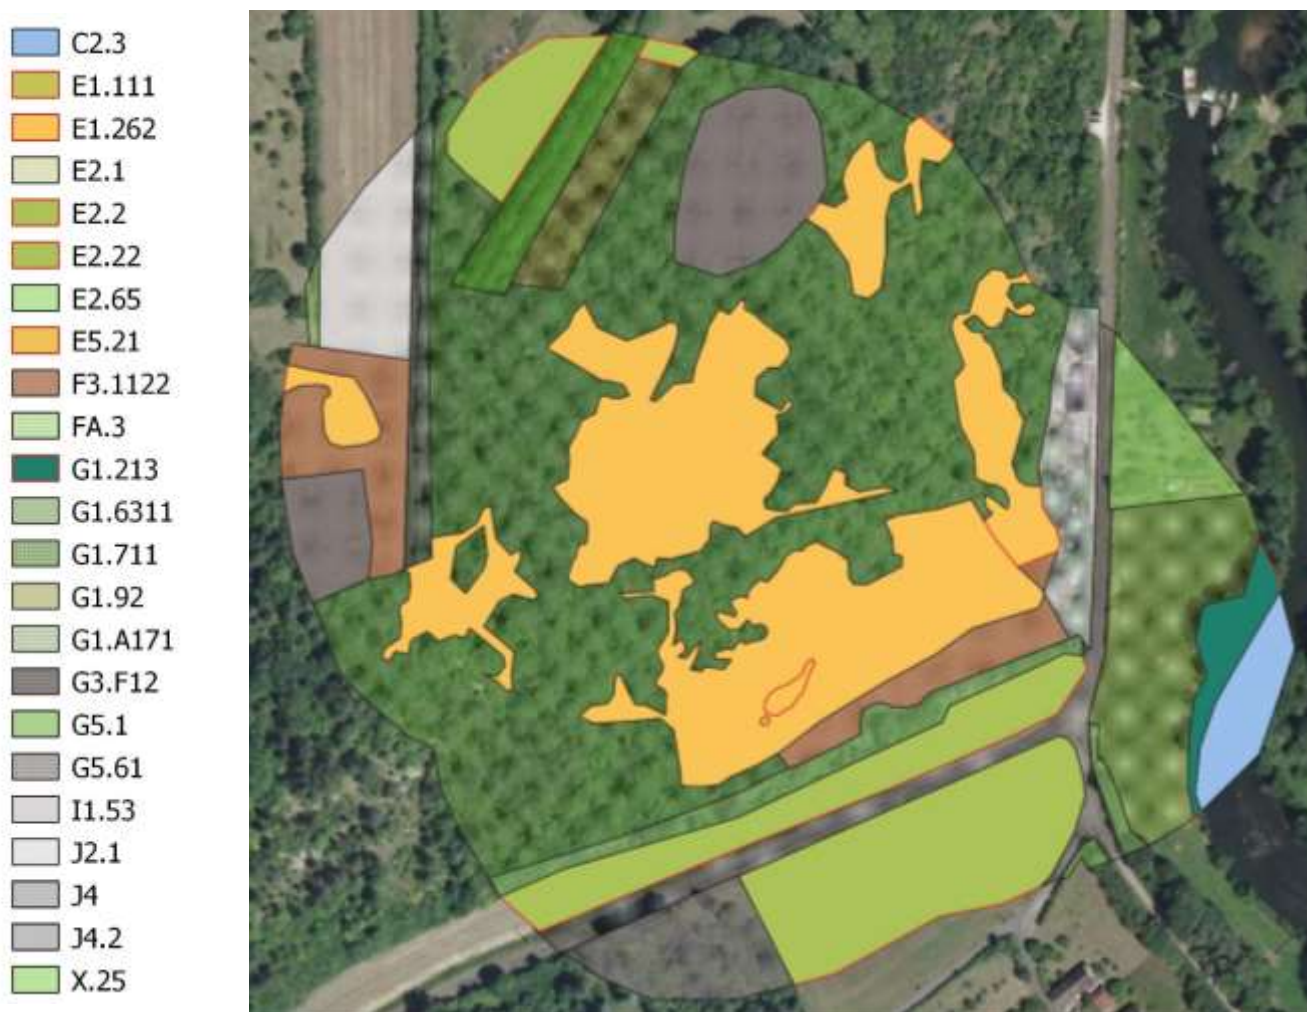 C2.3
E1.111
E1.262
E2.1
E2.2
E2.22
E2.65
E5.21
F3.1122
FA.3
G1.213
G1.6311
G1.711
G1.92
G1.A171
G3.F12
G5.1
G5.61
I1.53
J2.1
J4
J4.2
X.25